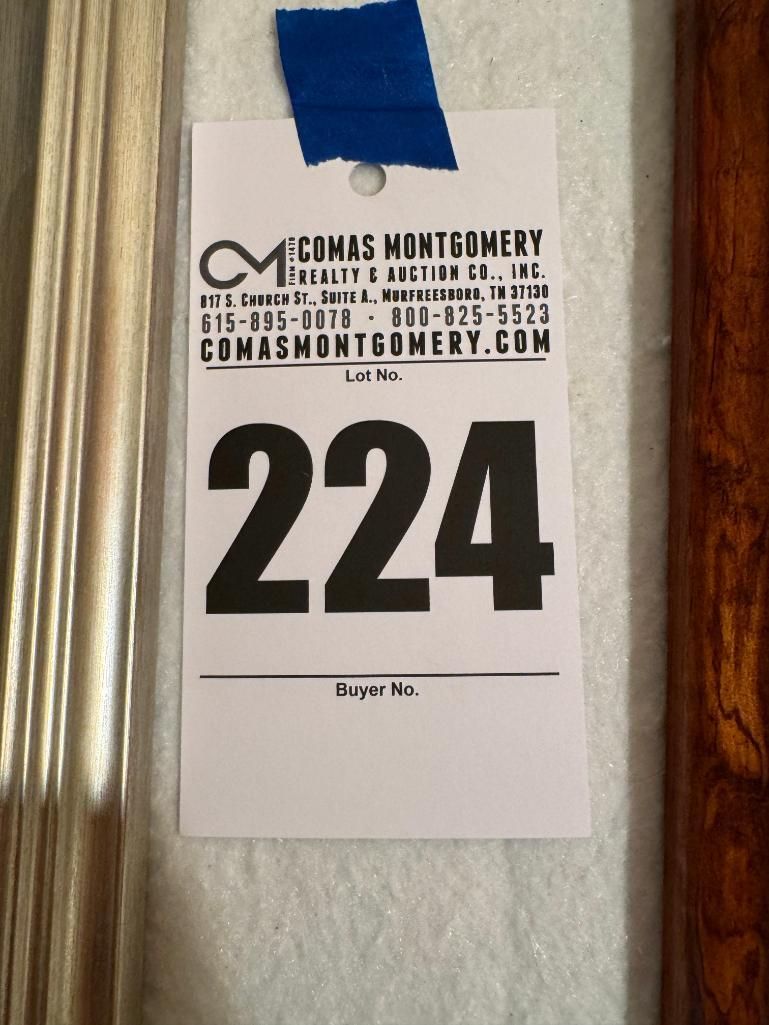 CM FIRM #1478 COMAS MONTGOMERY
REALTY & AUCTION CO., INC.
817 S. CHURCH ST., SUITE A., MURFREESBORO, TN 37130
615-895-0078 · 800-825-5523
COMASMONTGOMERY.COM
Lot No.
224
Buyer No.